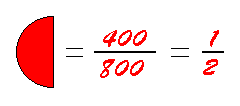 = 400/800 = 1/2